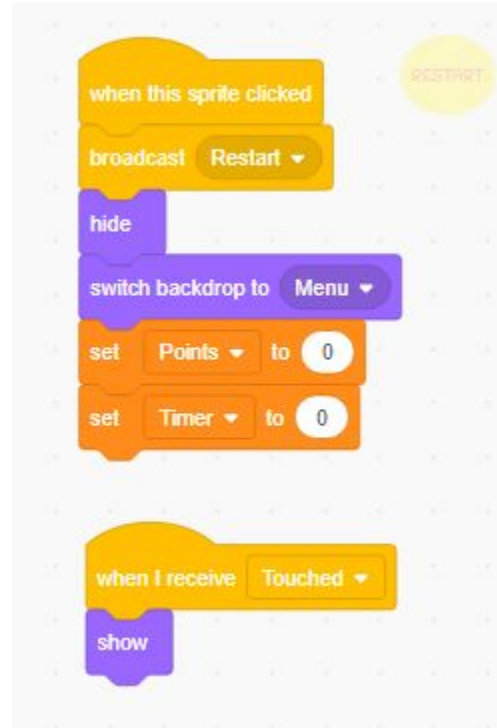 RESTART
when this sprite clicked
broadcast Restart
hide
switch backdrop to Menu
set Points to 0
set Timer to 0
when I receive Touched
show